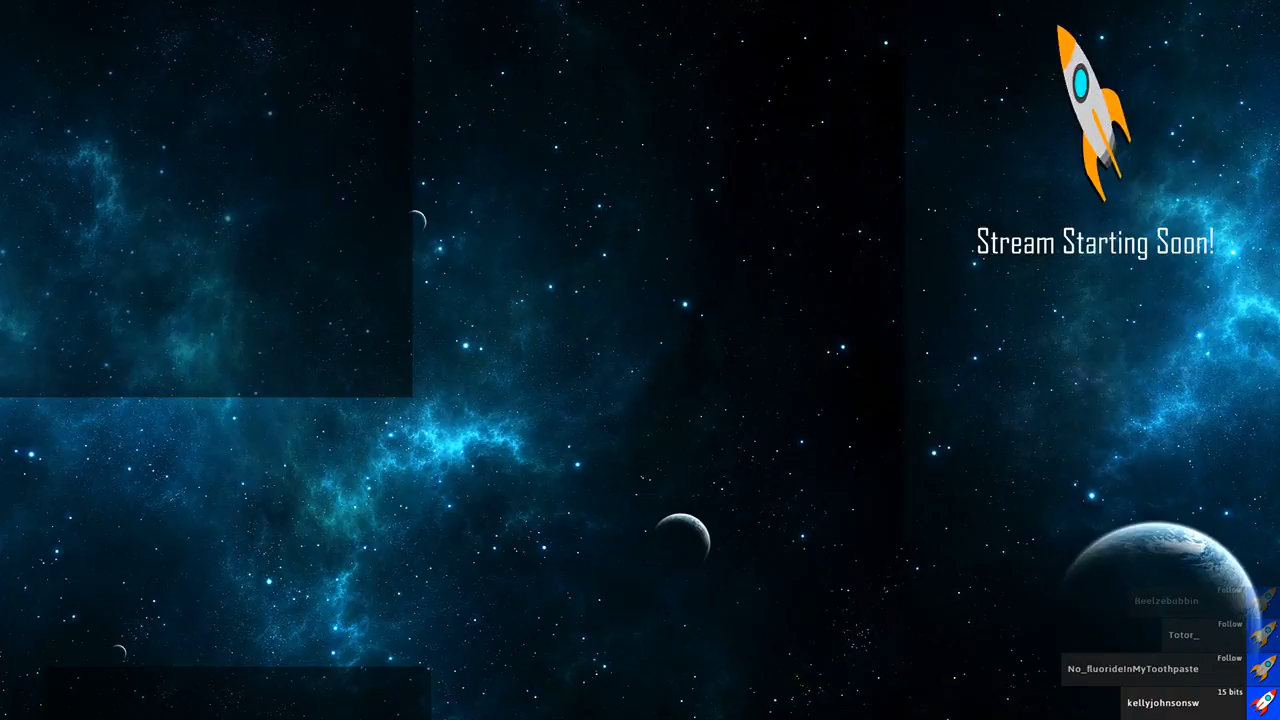 Stream Starting Soon!
Follow
Beelzebubbin
Follow
Totor_
Follow
No_fluorideInMyToothpaste
15 bits
kellyjohnsonsw